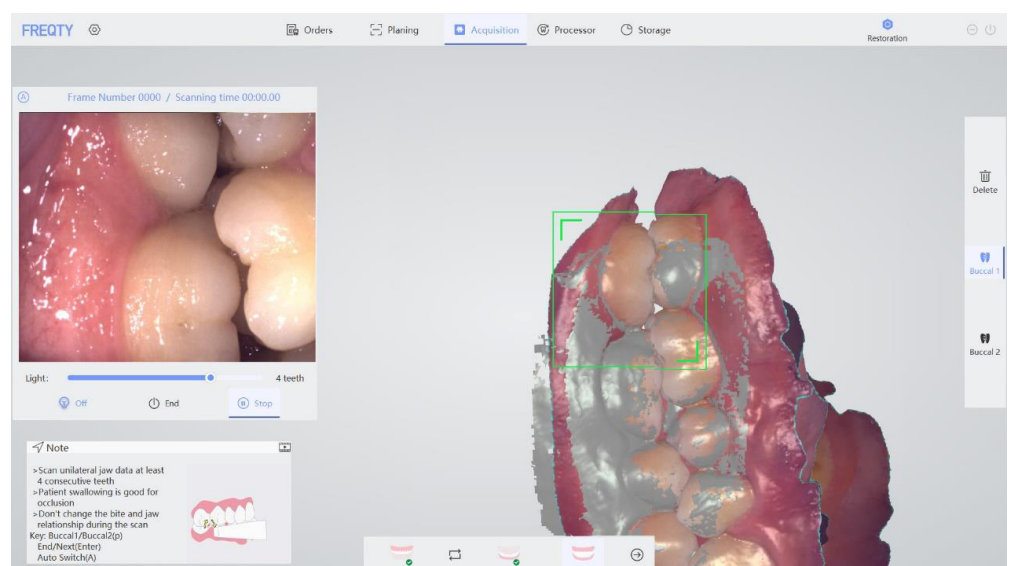 FREQTY
Orders
Planing
Acquisition
Processor
Storage
Restoration
A
Frame Number 0000 / Scanning time 00:00.00
Light:
4 teeth
Off
End
Stop
Delete
Buccal 1
Buccal 2
Note
>Scan unilateral jaw data at least
4 consecutive teeth
>Patient swallowing is good for
occlusion
>Don't change the bite and jaw
relationship during the scan
Key: Buccal1/Buccal2(p)
End/Next(Enter)
Auto Switch(A)